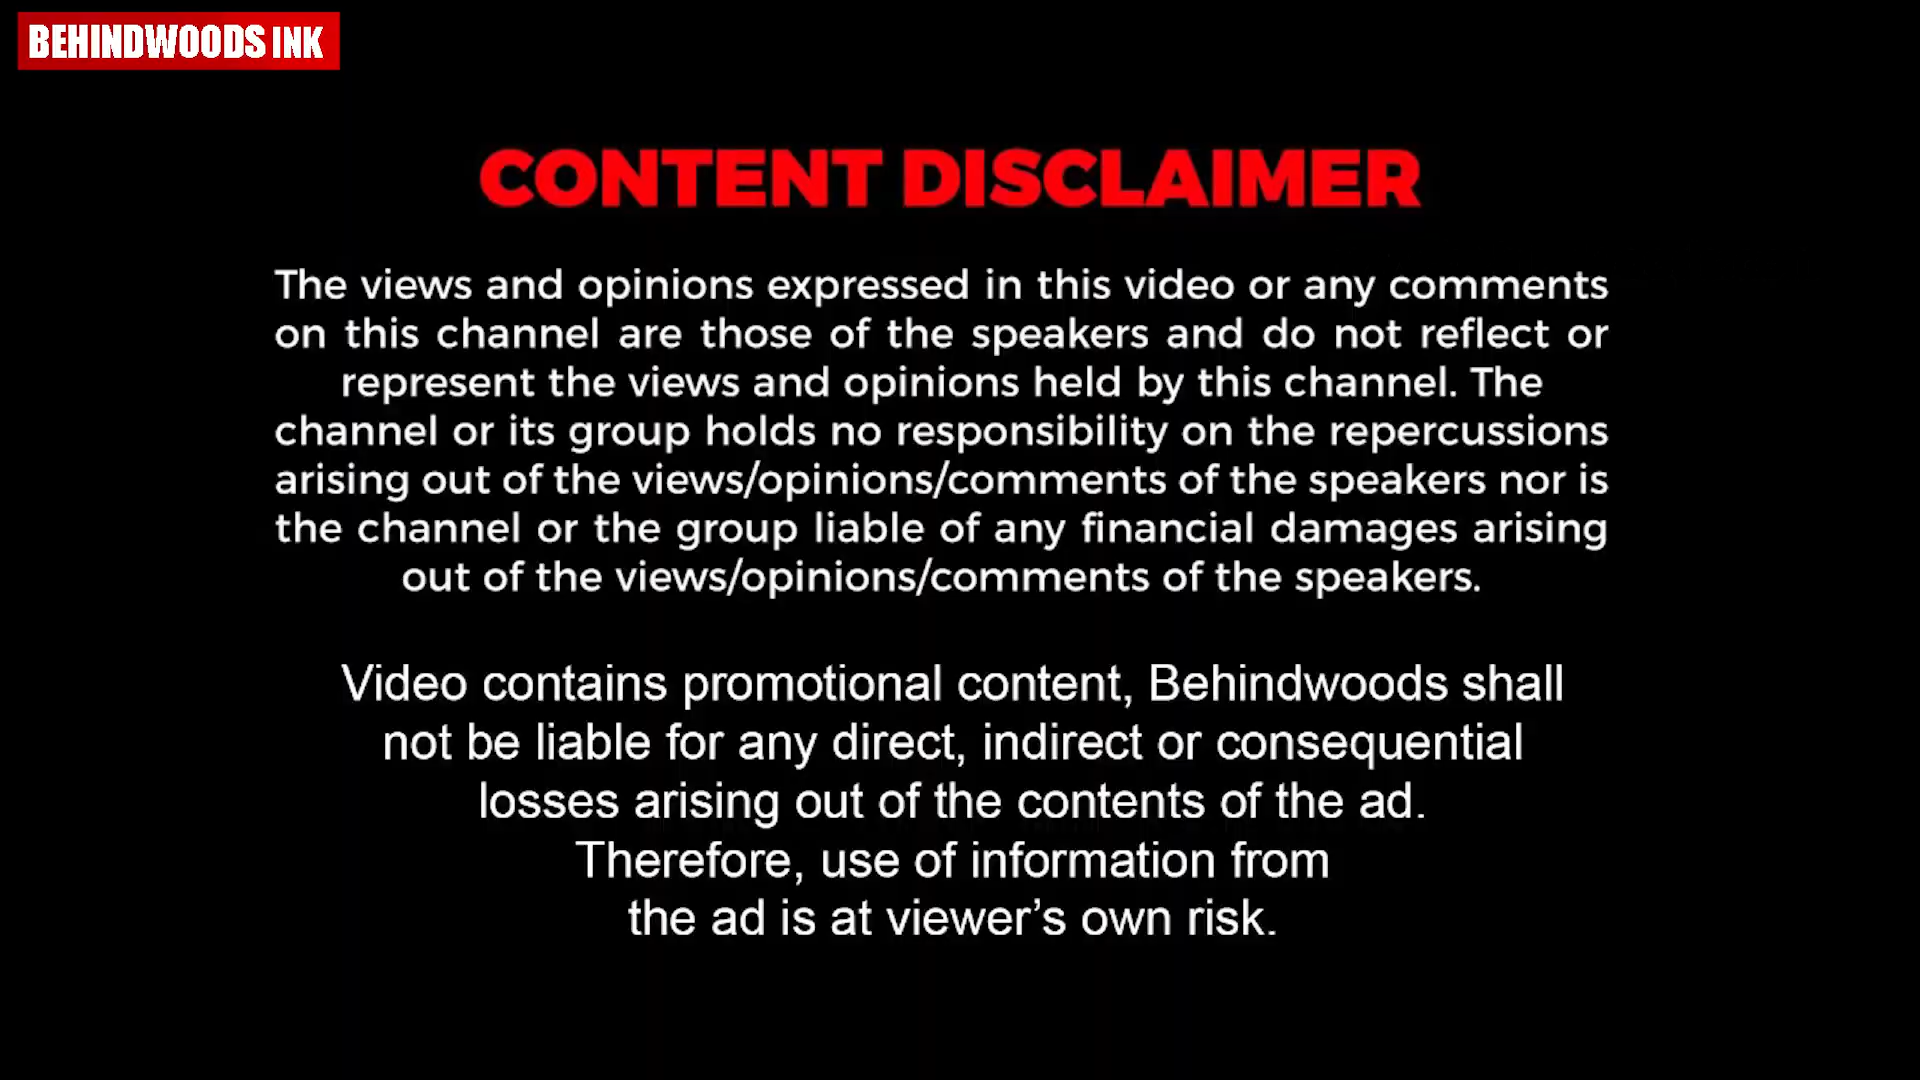 BEHINDWOODS INK
CONTENT DISCLAIMER
The views and opinions expressed in this video or any comments
on this channel are those of the speakers and do not reflect or
represent the views and opinions held by this channel. The
channel or its group holds no responsibility on the repercussions
arising out of the views/opinions/comments of the speakers nor is
the channel or the group liable of any financial damages arising
out of the views/opinions/comments of the speakers.
Video contains promotional content, Behindwoods shall
not be liable for any direct, indirect or consequential
losses arising out of the contents of the ad.
Therefore, use of information from
the ad is at viewer’s own risk.